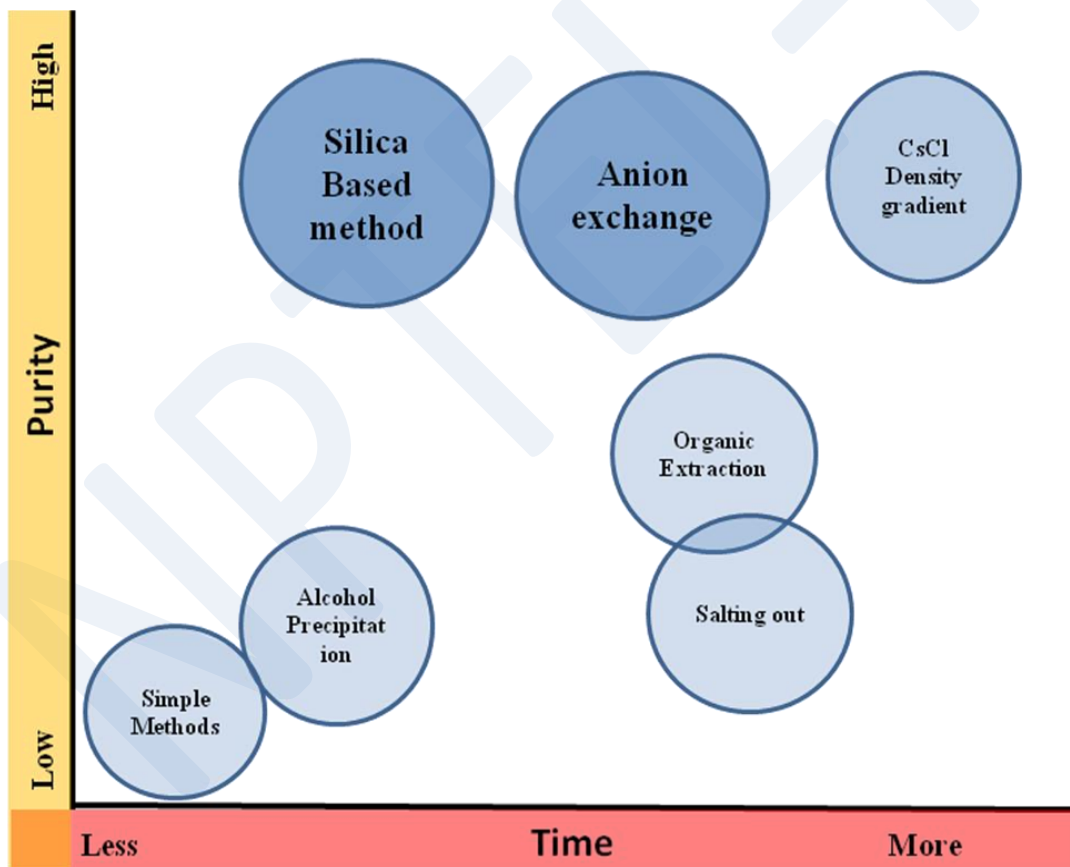 High
Silica
Based
method
Anion
exchange
CsCl
Density
gradient
Purity
Organic
Extraction
Alcohol
Precipitat
ion
Salting out
Simple
Methods
Low
Less
Time
More
NPTEL